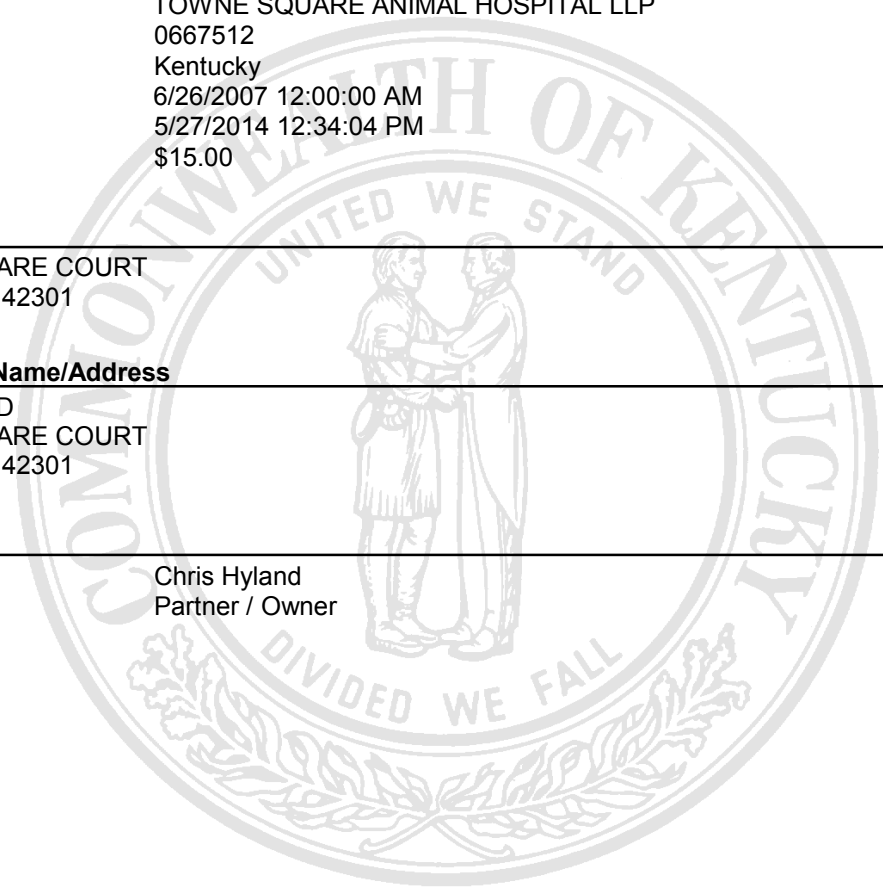 TOWNE SQUARE ANIMAL HOSPITAL LLP
0667512
Kentucky
6/26/2007 12:00:00 AM
5/27/2014 12:34:04 PM
$15.00
ARE COURT
42301
Name/Address
D
ARE COURT
42301
Chris Hyland
Partner / Owner
COMMONWEALTH OF KENTUCKY
UNITED WE STAND
DIVIDED WE FALL